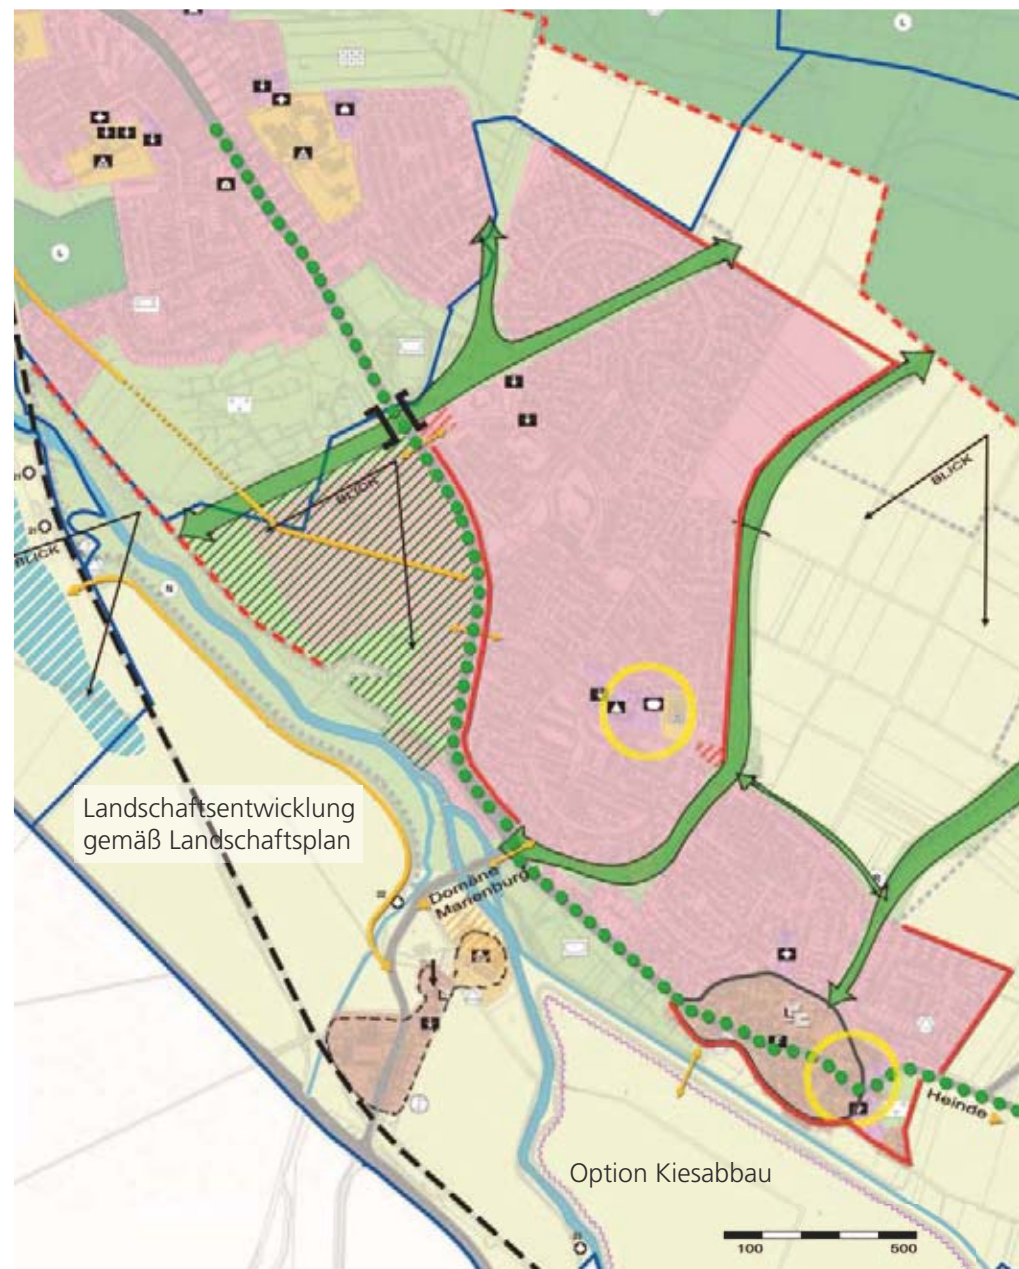 L
L
BLICK
BLICK
BLICK
N
Landschaftsentwicklung
gemäß Landschaftsplan
Domäne
Marienburg
L
L
Heinde
Option Kiesabbau
100 500